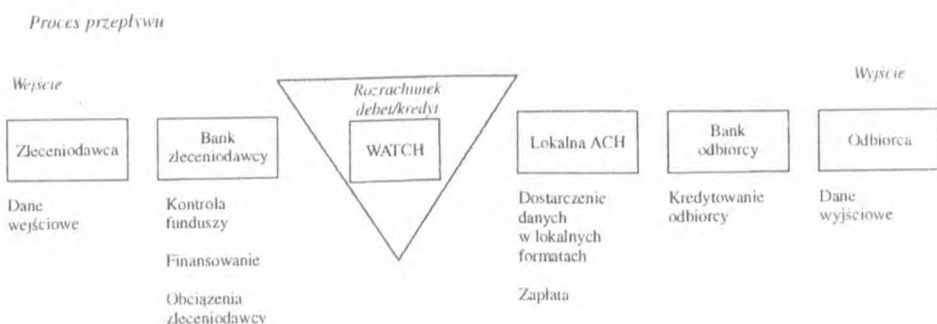 Proces przepływu
Wejście
Wyjście
Rozrachunek
debet/kredyt
Zleceniodawca
Bank
zleceniodawcy
WATCH
Lokalna ACH
Bank
odbiorcy
Odbiorca
Dane
wejściowe
Kontrola
funduszy
Finansowanie
Obciążenia
zleceniodawcy
Dostarczenie
danych
w lokalnych
formatach
Zapłata
Kredytowanie
odbiorcy
Dane
wyjściowe